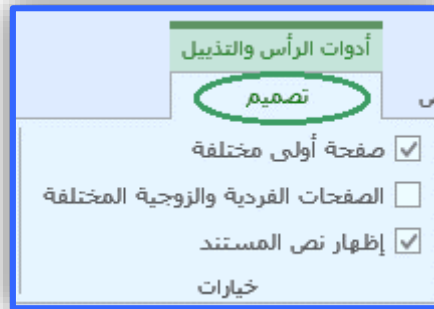 أدوات الرأس والتذييل
تصميم
صفحة أولى مختلفة
الصفحات الفردية والزوجية المختلفة
إظهار نص المستند
خيارات